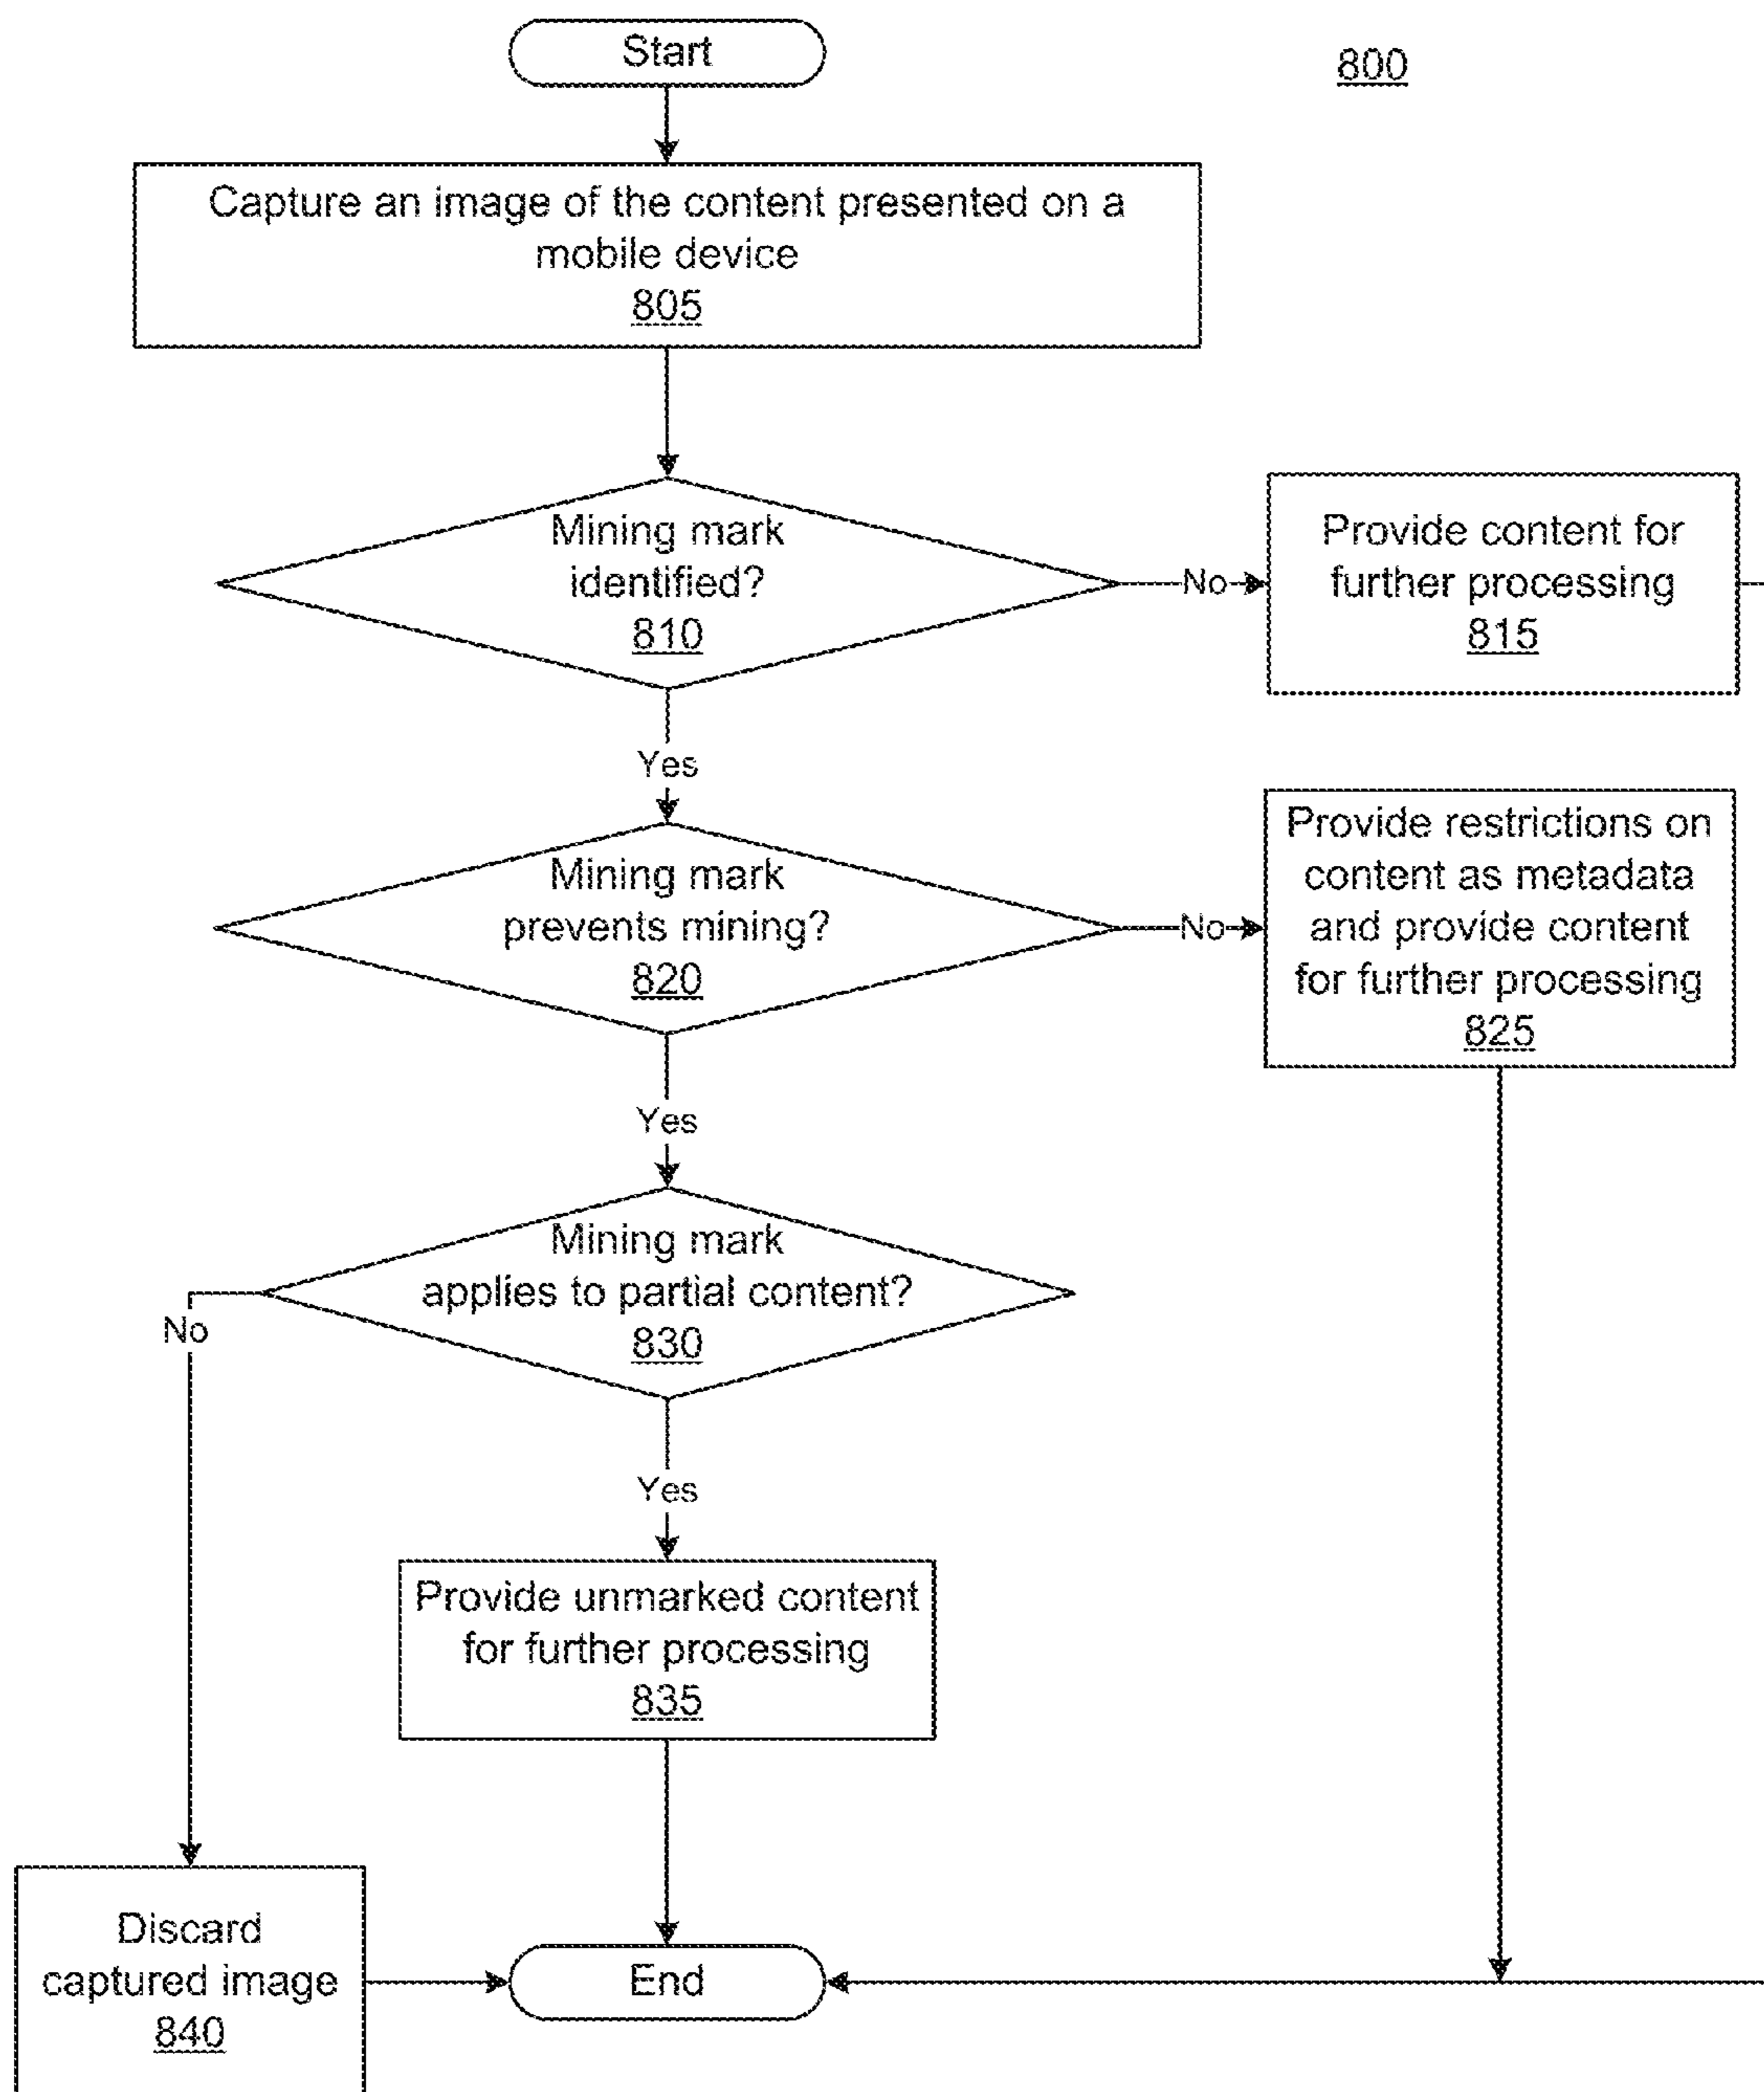 Start
800
Capture an image of the content presented on a
mobile device
805
Mining mark
identified?
810
No
Provide content for
further processing
815
Yes
Mining mark
prevents mining?
820
No
Provide restrictions on
content as metadata
and provide content
for further processing
825
Yes
Mining mark
applies to partial content?
830
No
Yes
Provide unmarked content
for further processing
835
Discard
captured image
840
End